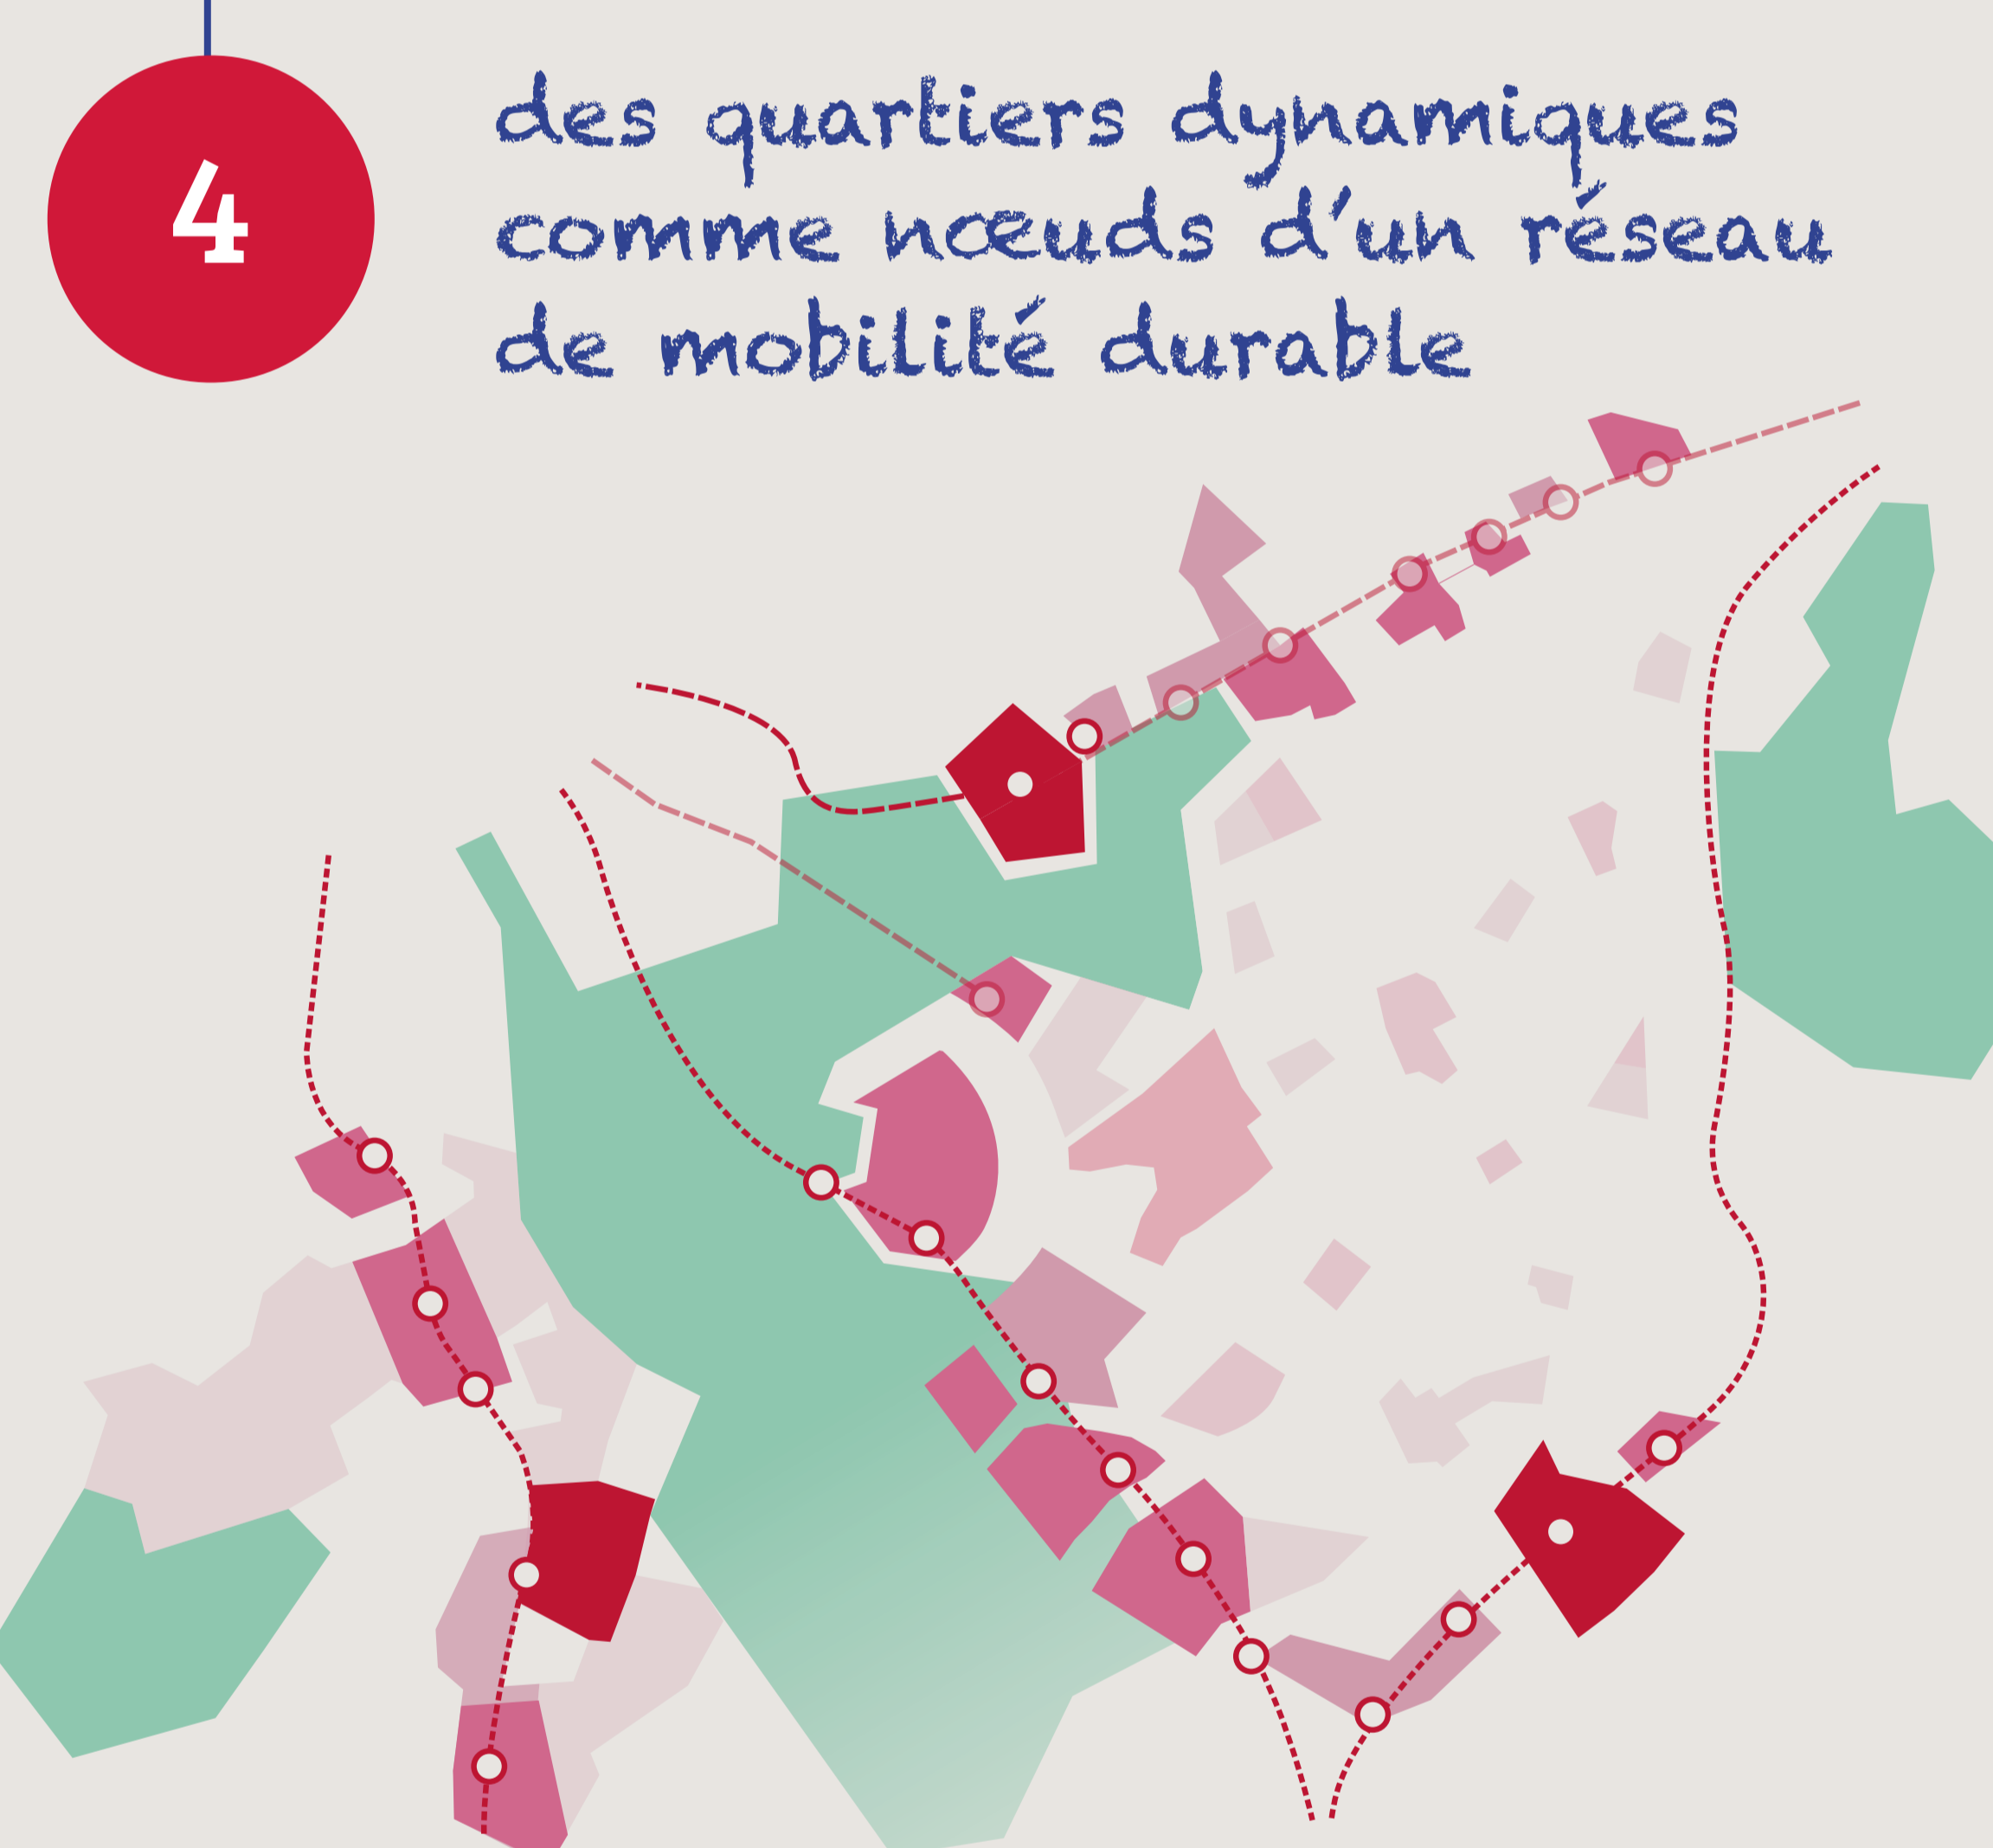 4
des quartiers dynamiques
comme nœuds d'un réseau
de mobilité durable